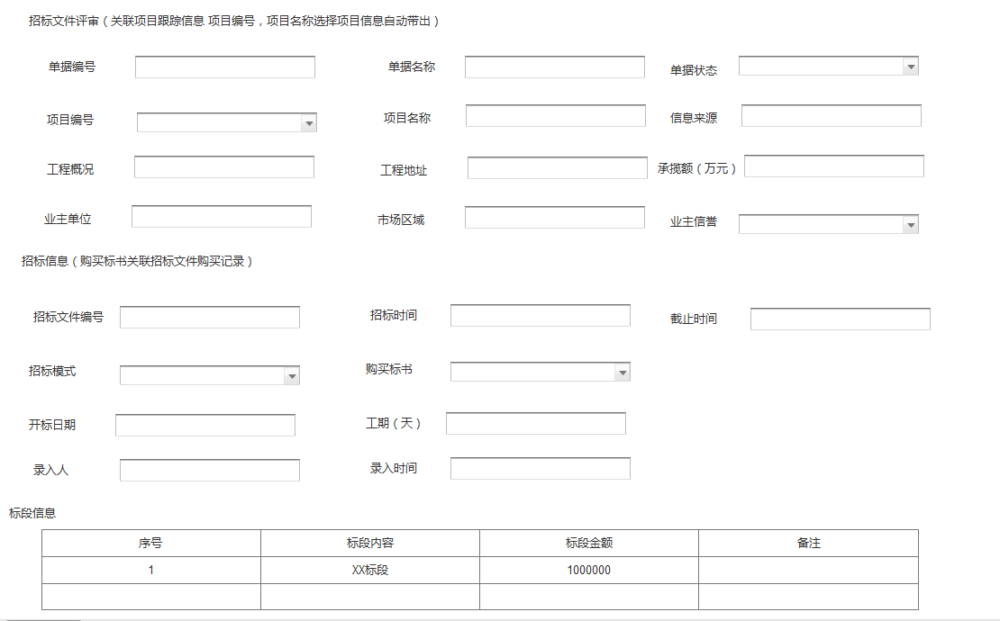 招标文件评审（关联项目跟踪信息 项目编号，项目名称选择项目信息自动带出）
单据编号 单据名称 单据状态
项目编号 项目名称 信息来源
工程概况 工程地址 承揽额（万元）
业主单位 市场区域 业主信誉
招标信息（购买标书关联招标文件购买记录）
招标文件编号 招标时间 截止时间
招标模式 购买标书
开标日期 工期（天）
录入人 录入时间
标段信息
序号 标段内容 标段金额 备注
1 XX标段 1000000